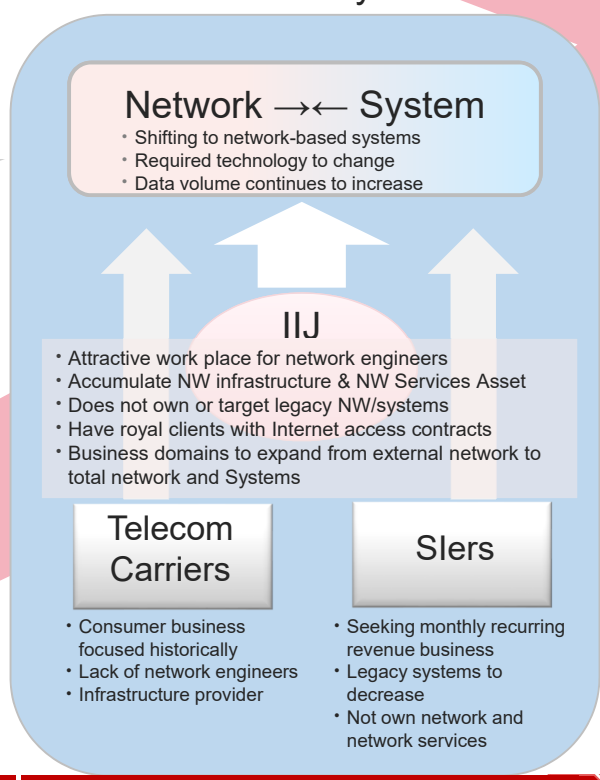 Network →← System
・Shifting to network-based systems
・Required technology to change
・Data volume continues to increase
IIJ
・Attractive work place for network engineers
・Accumulate NW infrastructure & NW Services Asset
・Does not own or target legacy NW/systems
・Have royal clients with Internet access contracts
・Business domains to expand from external network to
total network and Systems
Telecom
Carriers
・Consumer business
focused historically
・Lack of network engineers
・Infrastructure provider
SIers
・Seeking monthly recurring
revenue business
・Legacy systems to
decrease
・Not own network and
network services